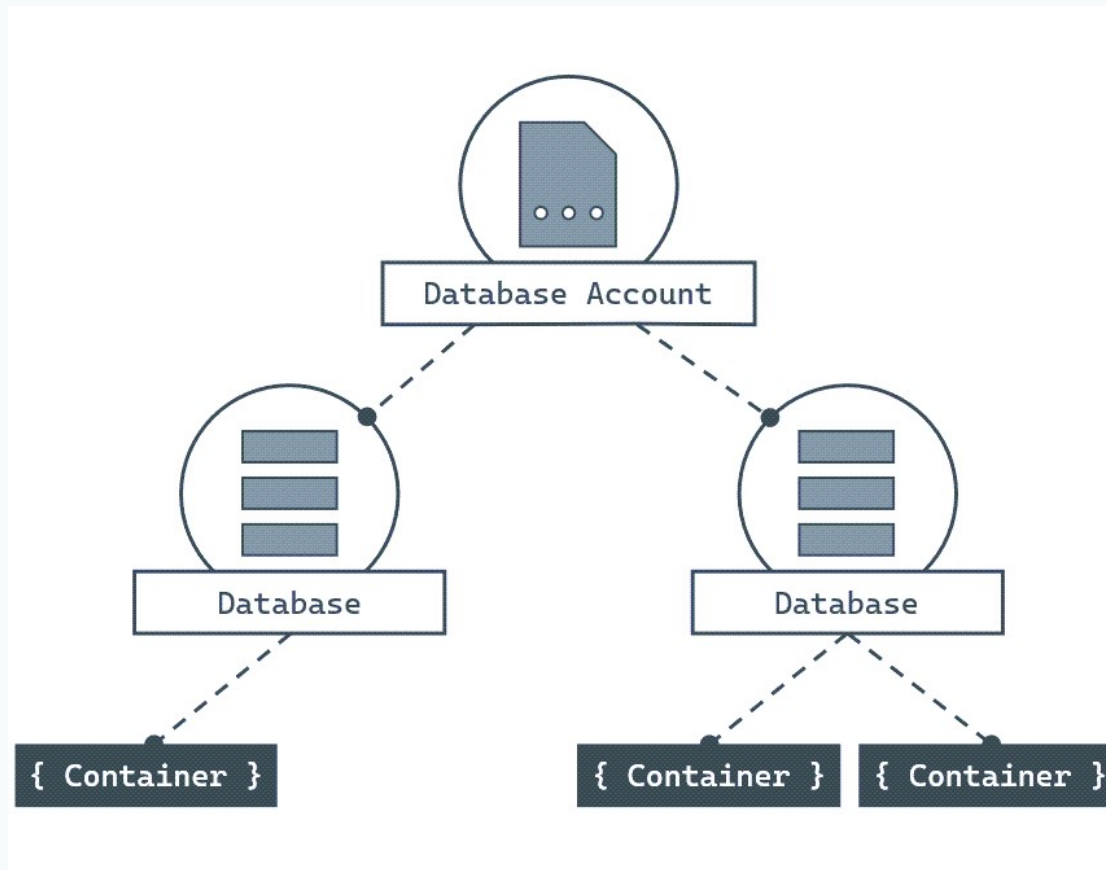 Database Account
Database
Database
{ Container }
{ Container }
{ Container }